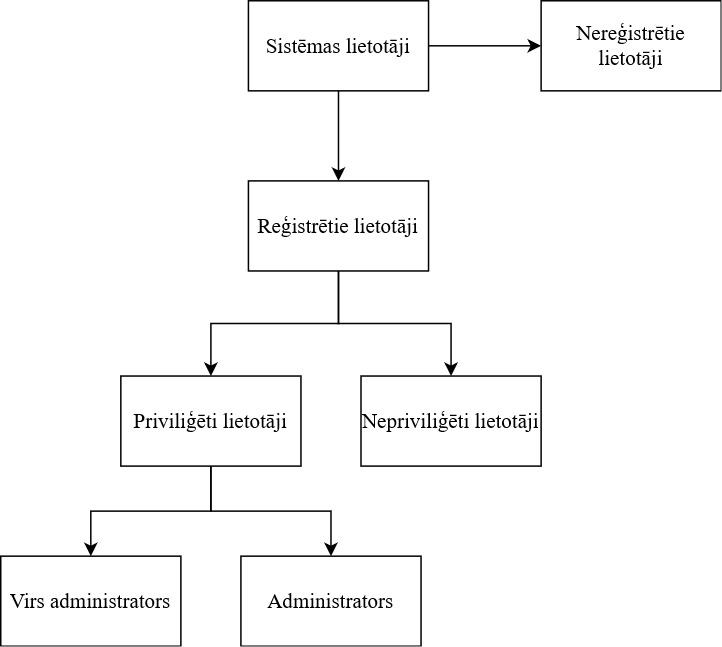 Sistēmas lietotāji
Nereģistrētie
lietotāji
Reģistrētie lietotāji
Priviliģēti lietotāji
Nepriviliģēti lietotāji
Virs administrators
Administrators